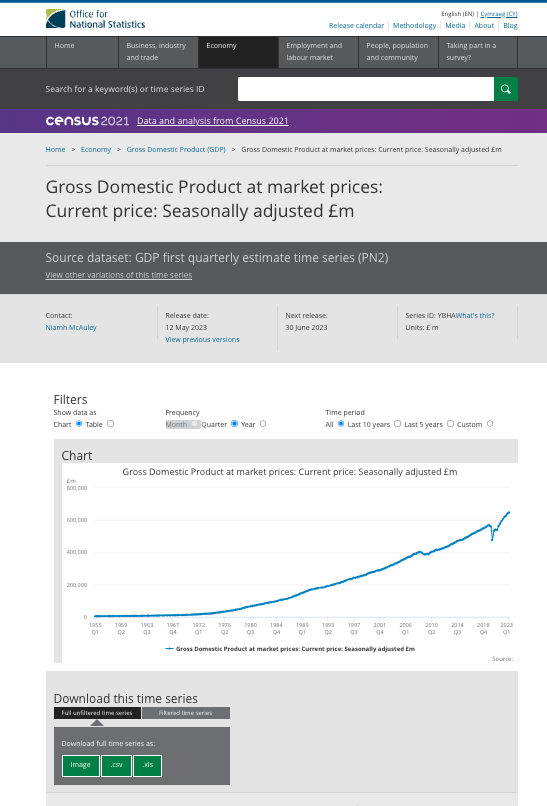 Office for
National Statistics
English (EN) | Cymraeg (CY)
Release calendar | Methodology | Media | About | Blog
Home
Business, industry
and trade
Economy
Employment and
labour market
People, population
and community
Taking part in a
survey?
Search for a keyword(s) or time series ID
census 2021 Data and analysis from Census 2021
Home > Economy > Gross Domestic Product (GDP) > Gross Domestic Product at market prices: Current price: Seasonally adjusted £m
Gross Domestic Product at market prices:
Current price: Seasonally adjusted £m
Source dataset: GDP first quarterly estimate time series (PN2)
View other variations of this time series
Contact:
Niamh McAuley
Release date:
12 May 2023
View previous versions
Next release:
30 June 2023
Series ID: YBHAWhat's this?
Units: £ m
Filters
Show data as
Chart Table
Frequency
Month Quarter Year
Time period
All Last 10 years Last 5 years Custom
Chart
Gross Domestic Product at market prices: Current price: Seasonally adjusted £m
£m
800,000
600,000
400,000
200,000
0
1955 1959 1963 1967 1972 1976 1980 1984 1989 1993 1997 2001 2006 2010 2014 2018 2023
Q1 Q2 Q3 Q4 Q1 Q2 Q3 Q4 Q1 Q2 Q3 Q4 Q1 Q2 Q3 Q4 Q1
Gross Domestic Product at market prices: Current price: Seasonally adjusted £m
Source:
Download this time series
Full unfiltered time series Filtered time series
Download full time series as:
Image .csv .xls